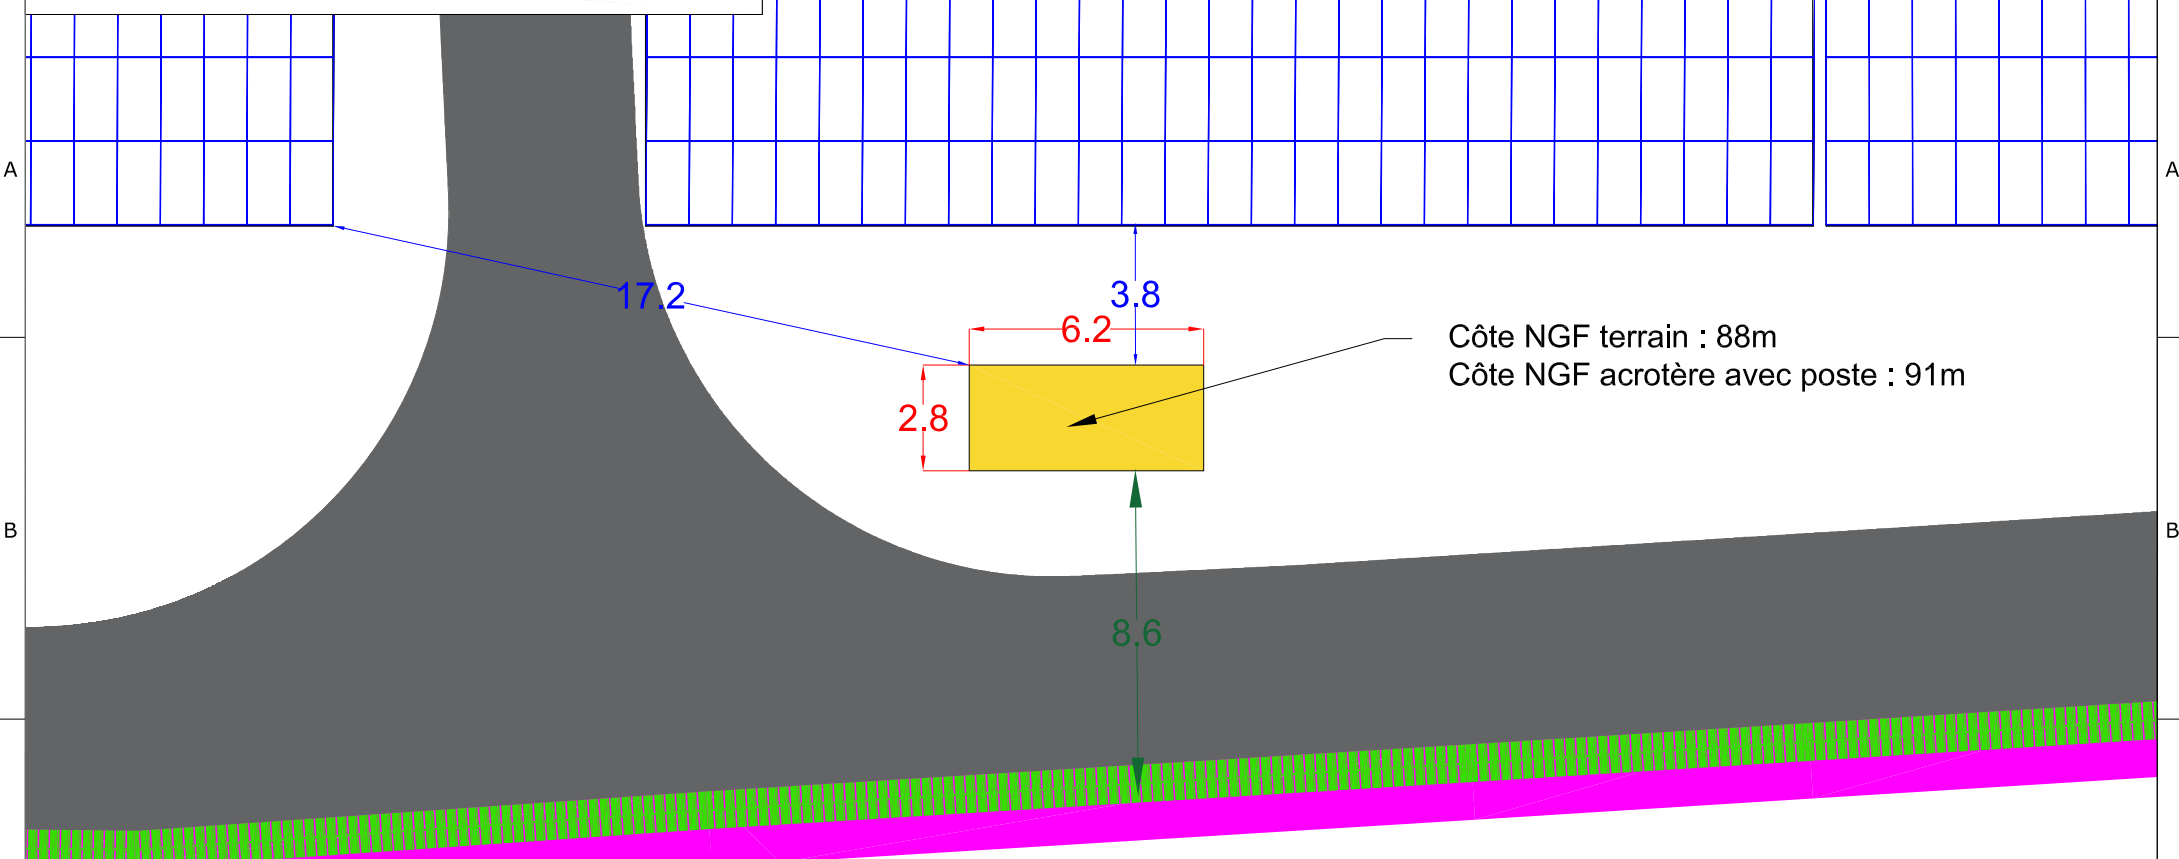 A
A
17.2
3.8
6.2
Côte NGF terrain : 88m
Côte NGF acrotère avec poste : 91m
2.8
B
B
8.6